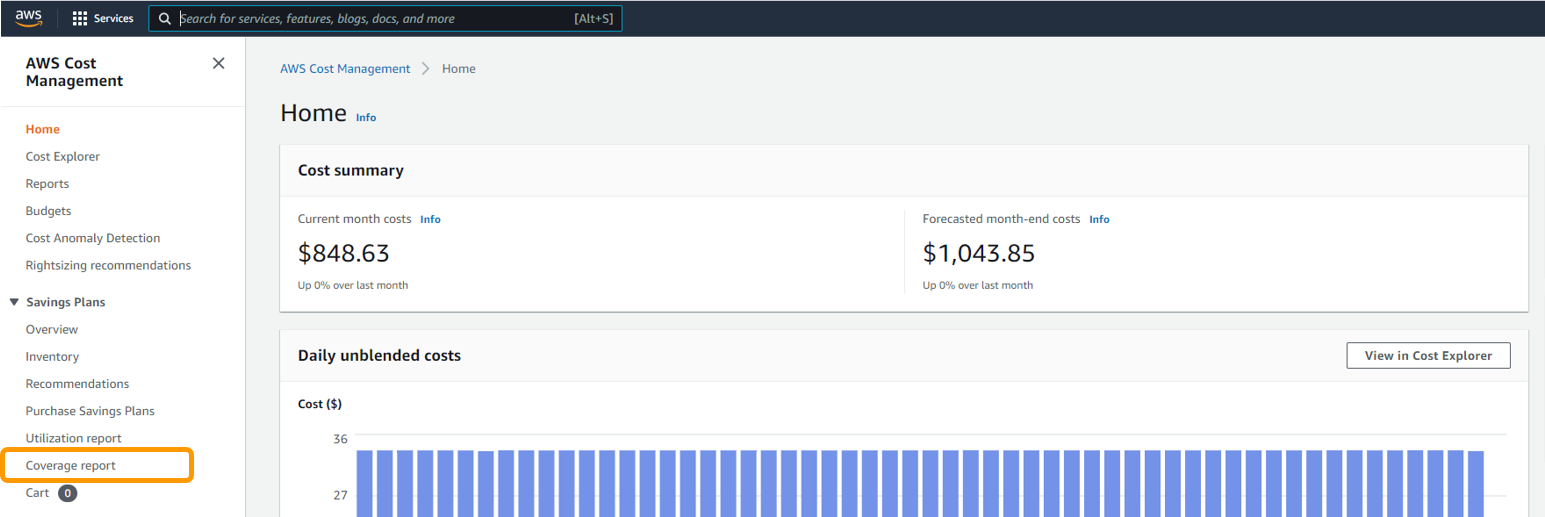 aws Services Search for services, features, blogs, docs, and more [Alt+S]
AWS Cost
Management
Home
Cost Explorer
Reports
Budgets
Cost Anomaly Detection
Rightsizing recommendations
Savings Plans
Overview
Inventory
Recommendations
Purchase Savings Plans
Utilization report
Coverage report
Cart 0
AWS Cost Management Home
Home Info
Cost summary
Current month costs Info
$848.63
Up 0% over last month
Forecasted month-end costs Info
$1,043.85
Up 0% over last month
Daily unblended costs
View in Cost Explorer
Cost ($)
36
27